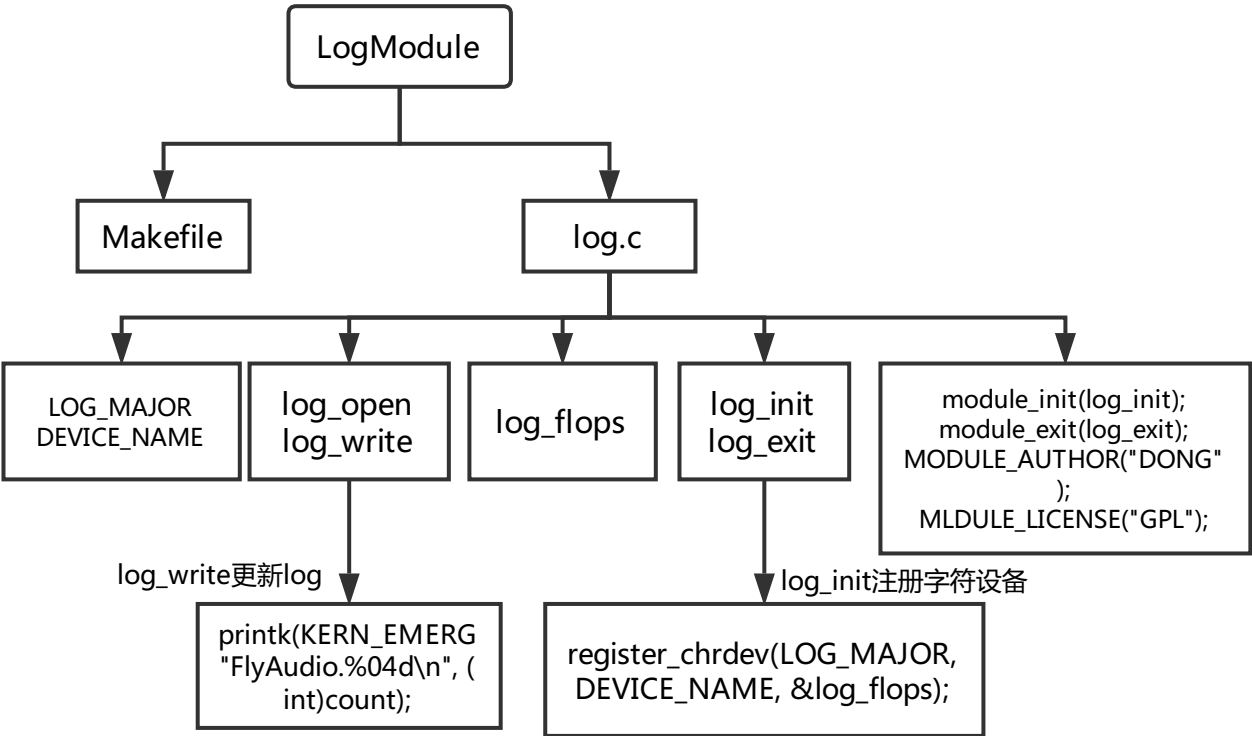 LogModule
Makefile
log.c
LOG_MAJOR
DEVICE_NAME
log_open
log_write
log_flops
log_init
log_exit
module_init(log_init);
module_exit(log_exit);
MODULE_AUTHOR("DONG"
);
MLDULE_LICENSE("GPL");
log_write更新log
log_init注册字符设备
printk(KERN_EMERG
"FlyAudio.%04d\n", (
int)count);
register_chrdev(LOG_MAJOR,
DEVICE_NAME, &log_flops);